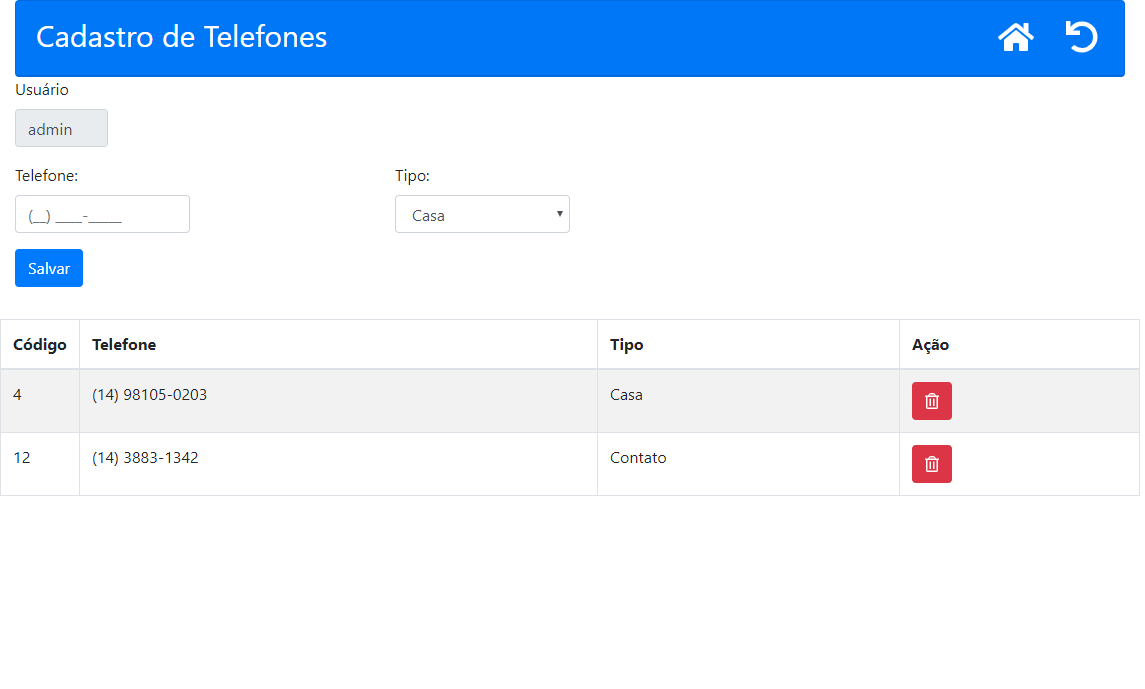 Cadastro de Telefones
Usuário
admin
Telefone: Tipo:
(__) ____-_____ Casa
Salvar
Código Telefone Tipo Ação
4 (14) 98105-0203 Casa
12 (14) 3883-1342 Contato